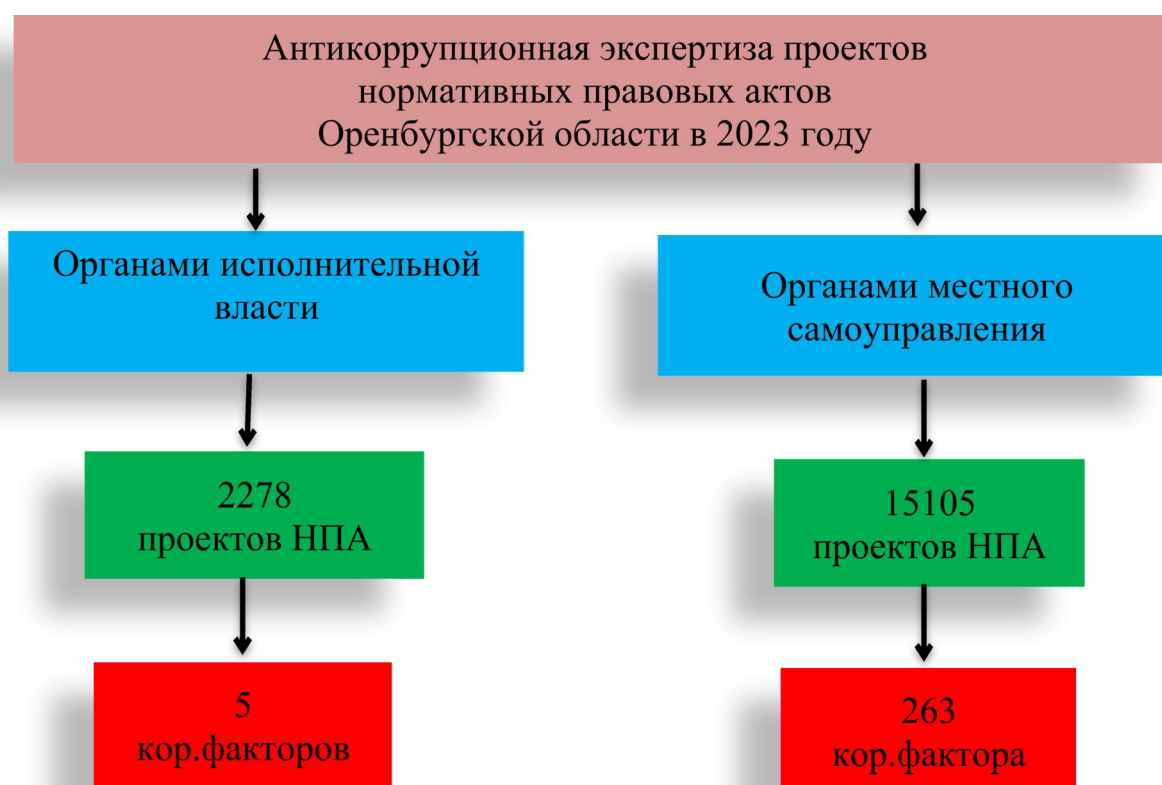 Антикоррупционная экспертиза проектов
нормативных правовых актов
Оренбургской области в 2023 году
Органами исполнительной
власти
Органами местного
самоуправления
2278
проектов НПА
15105
проектов НПА
5
кор.факторов
263
кор.фактора